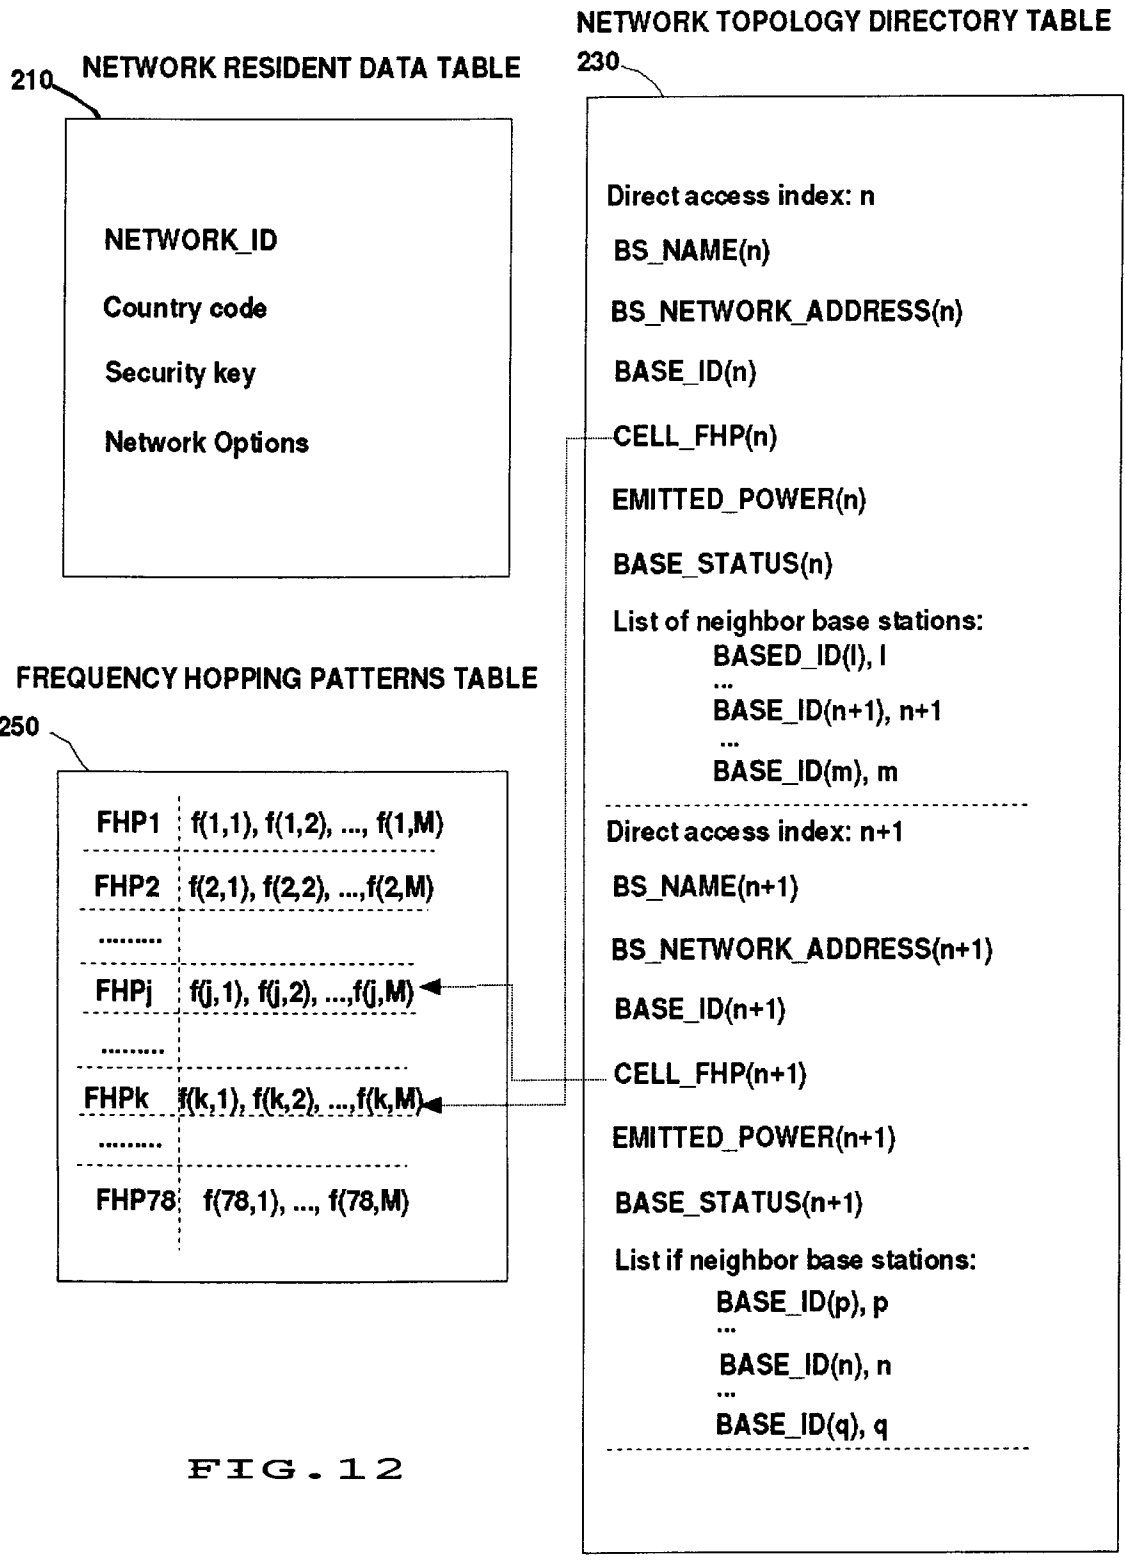 NETWORK RESIDENT DATA TABLE
210
NETWORK_ID
Country code
Security key
Network Options
FREQUENCY HOPPING PATTERNS TABLE
250
FHP1 f(1,1), f(1,2), ..., f(1,M)
FHP2 f(2,1), f(2,2), ...,f(2,M)
.........
FHPj f(j,1), f(j,2), ...,f(j,M)
.........
FHPk f(k,1), f(k,2), ...,f(k,M)
.........
FHP78 f(78,1), ..., f(78,M)
NETWORK TOPOLOGY DIRECTORY TABLE
230
Direct access index: n
BS_NAME(n)
BS_NETWORK_ADDRESS(n)
BASE_ID(n)
CELL_FHP(n)
EMITTED_POWER(n)
BASE_STATUS(n)
List of neighbor base stations:
BASED_ID(l), l
...
BASE_ID(n+1), n+1
...
BASE_ID(m), m
Direct access index: n+1
BS_NAME(n+1)
BS_NETWORK_ADDRESS(n+1)
BASE_ID(n+1)
CELL_FHP(n+1)
EMITTED_POWER(n+1)
BASE_STATUS(n+1)
List if neighbor base stations:
BASE_ID(p), p
...
BASE_ID(n), n
...
BASE_ID(q), q
FIG.12